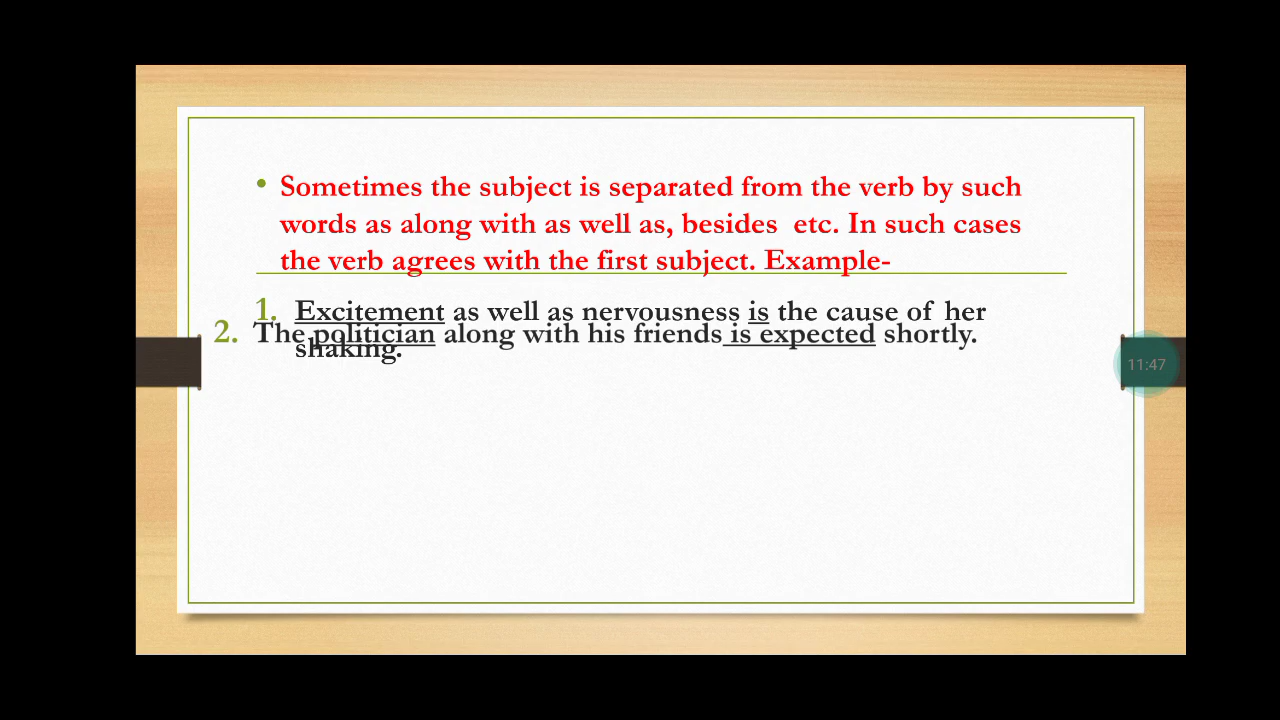 • Sometimes the subject is separated from the verb by such
words as along with as well as, besides etc. In such cases
the verb agrees with the first subject. Example-
1. Excitement as well as nervousness is the cause of her
shaking.
2. The politician along with his friends is expected shortly.
11:47